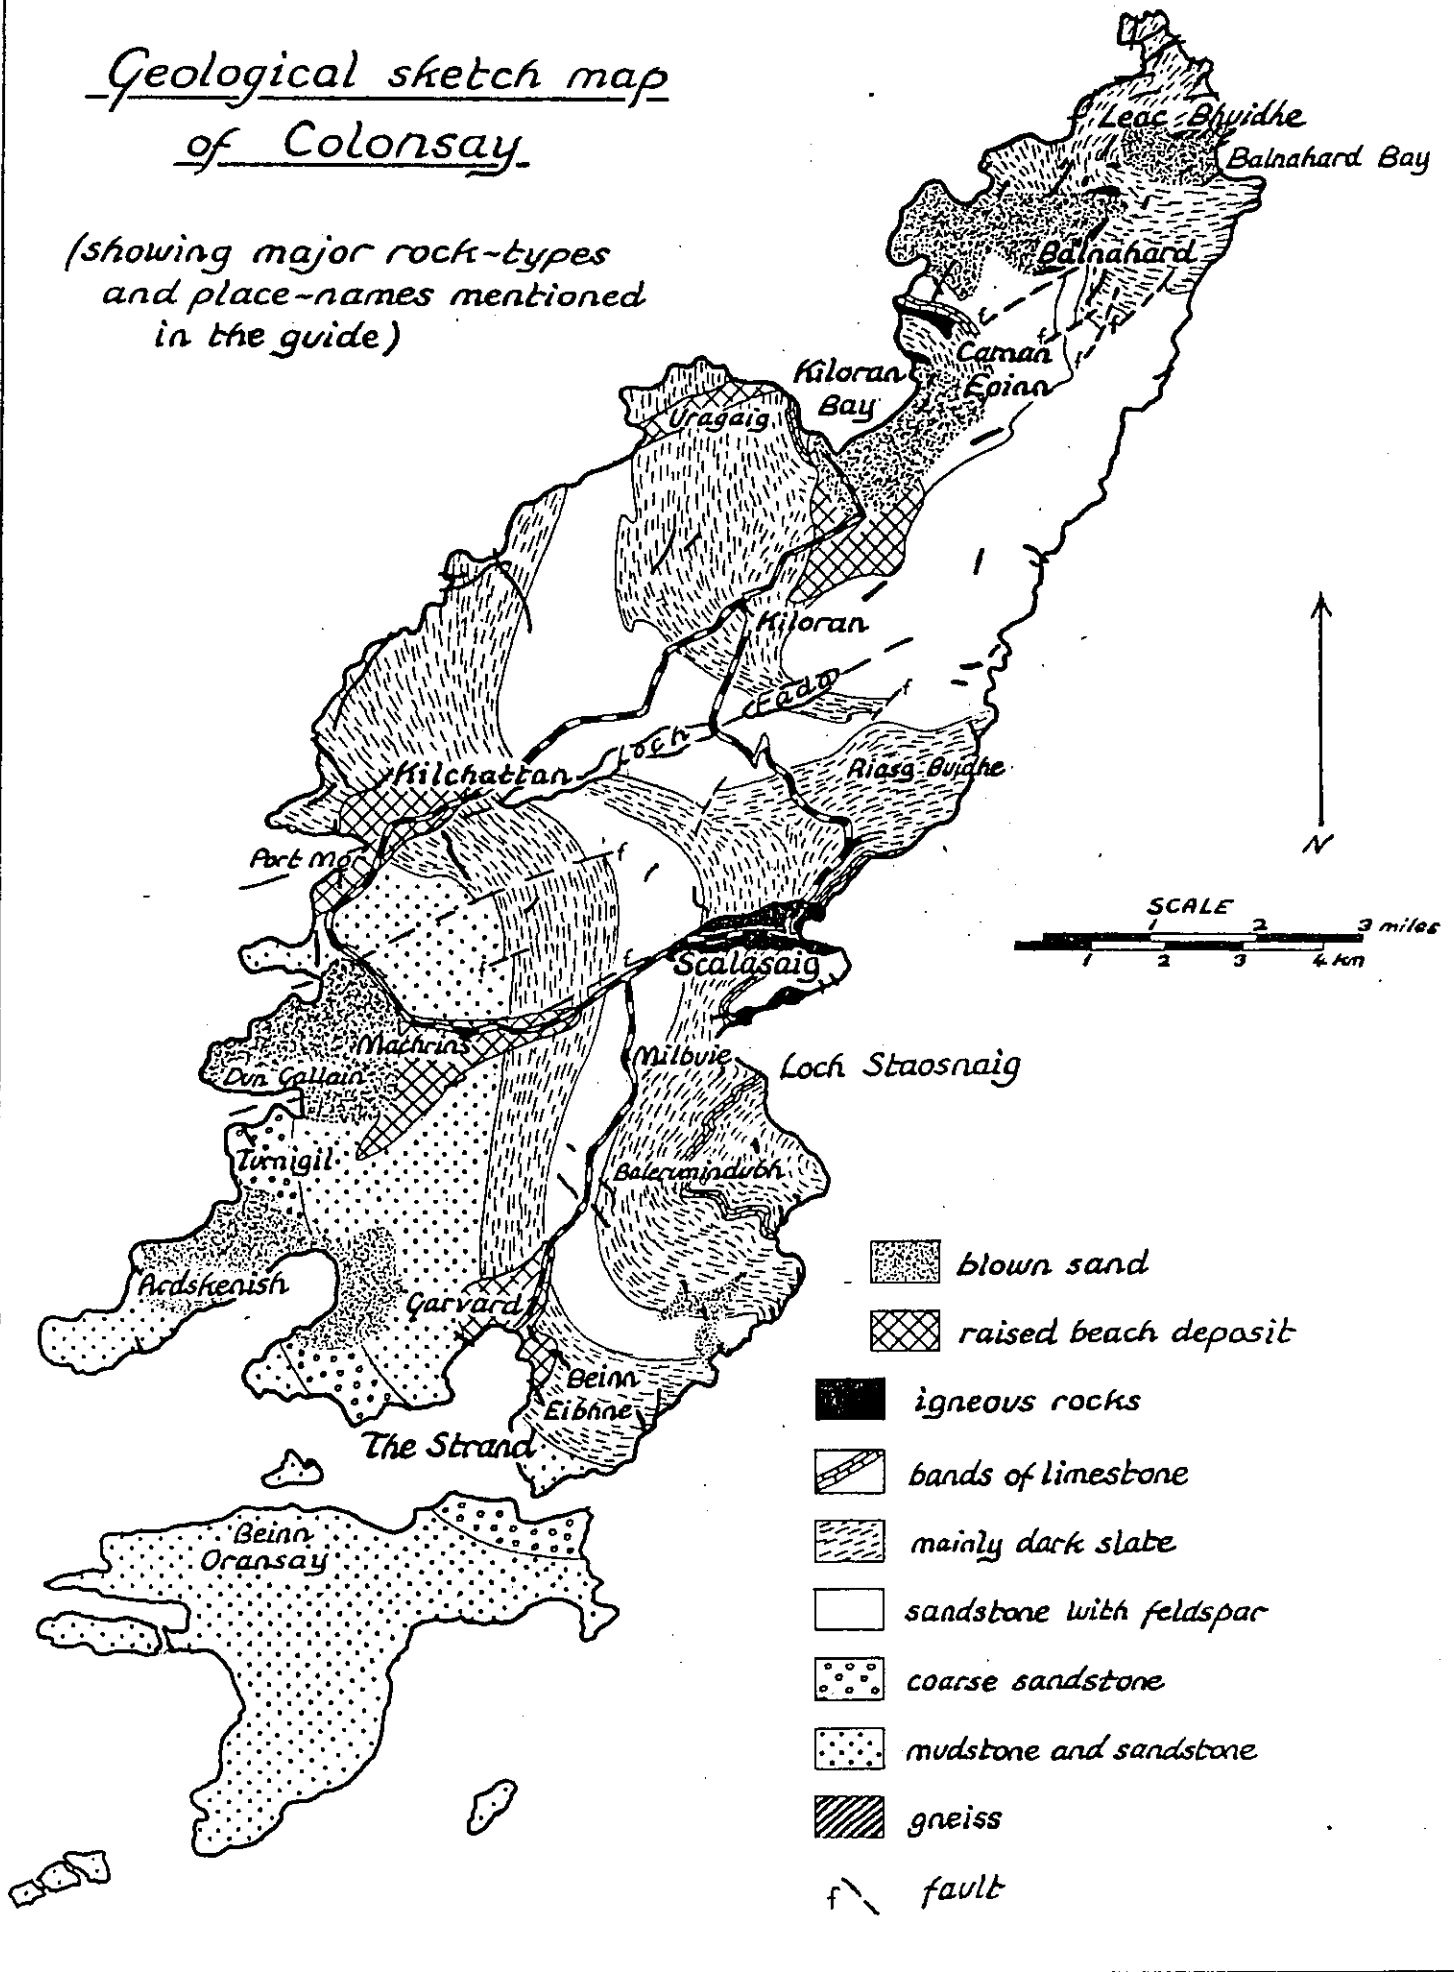 Geological sketch map
of Colonsay
(showing major rock-types
and place-names mentioned
in the guide)
f Leac Bhuidhe
Balnahard Bay
Balnahard
f
f
f
f
Caman
Eoinn
Kiloran
Bay
Uragaig
Kiloran
Loch Fada
f
Kilchattan
Riasg Buidhe
Port Mor
f
f
f
Scalasaig
N
SCALE
1 2 3 miles
1 2 3 4 km
Machrins
Milbuie
Loch Staosnaig
Dun Gallain
Turnigil
Balerumindubh
Ardskenish
Garvard
Beinn
Eibhne
The Strand
Beinn
Oransay
blown sand
raised beach deposit
igneous rocks
bands of limestone
mainly dark slate
sandstone with feldspar
coarse sandstone
mudstone and sandstone
gneiss
f fault